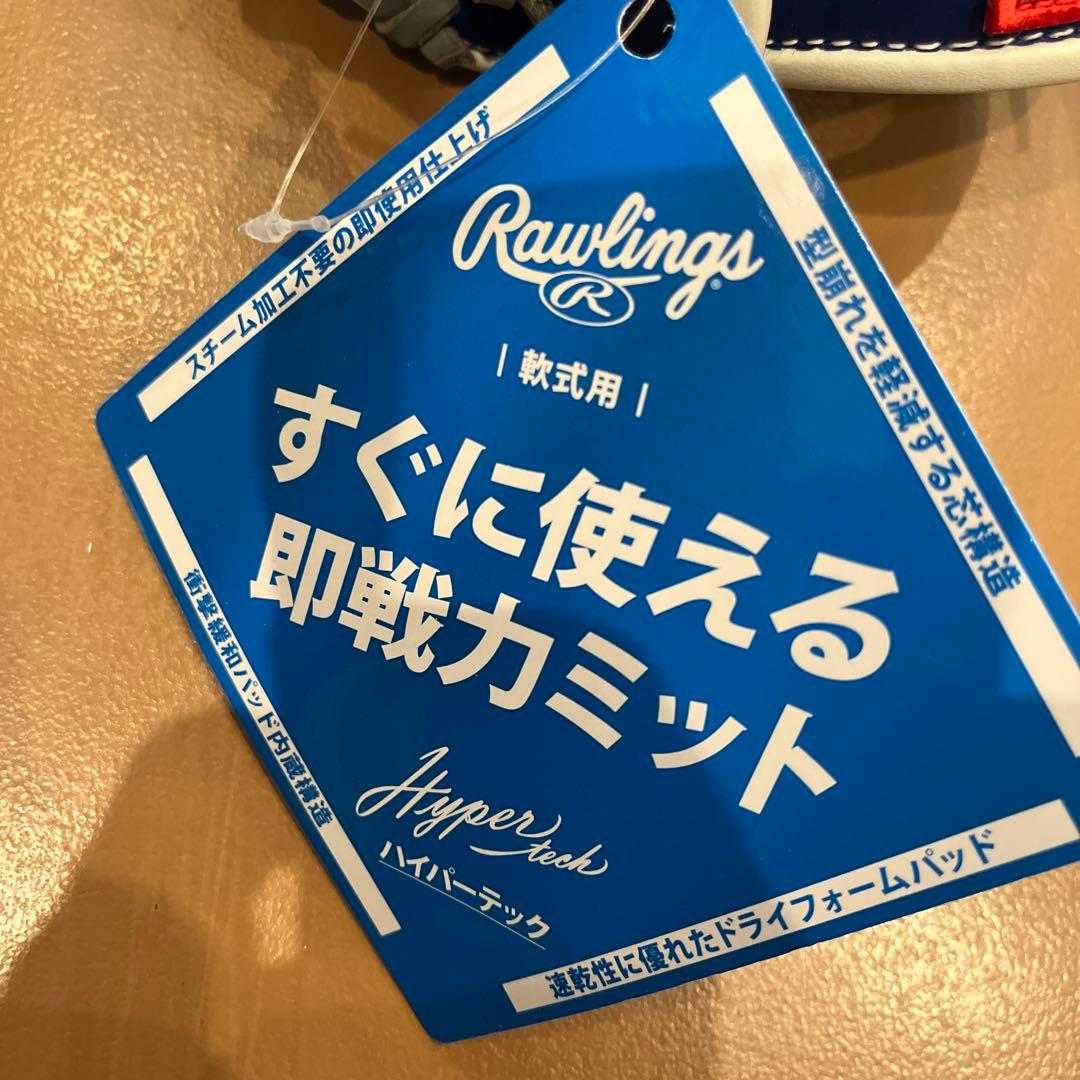 スチーム加工不要の即使用仕上げ
Rawlings
R
軟式用
すぐに使える
即戦力ミット
Hyper tech
ハイパーテック
型崩れを軽減する芯構造
衝撃緩和パッド内蔵構造
速乾性に優れたドライフォームパッド